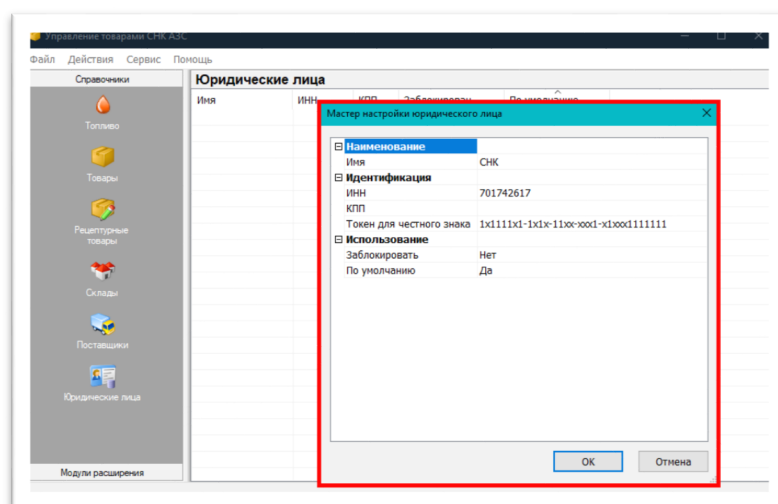 Управление товарами СНК АЗС
Файл Действия Сервис Помощь
Справочники
Топливо
Товары
Рецептурные
товары
Склады
Поставщики
Юридические лица
Модули расширения
Юридические лица
Имя ИНН КПП Заблокирован По умолчанию
Мастер настройки юридического лица
Наименование
Имя СНК
Идентификация
ИНН 701742617
КПП
Токен для честного знака 1x1111x1-1x1x-11xx-xxx1-x1xxx1111111
Использование
Заблокировать Нет
По умолчанию Да
ОК Отмена